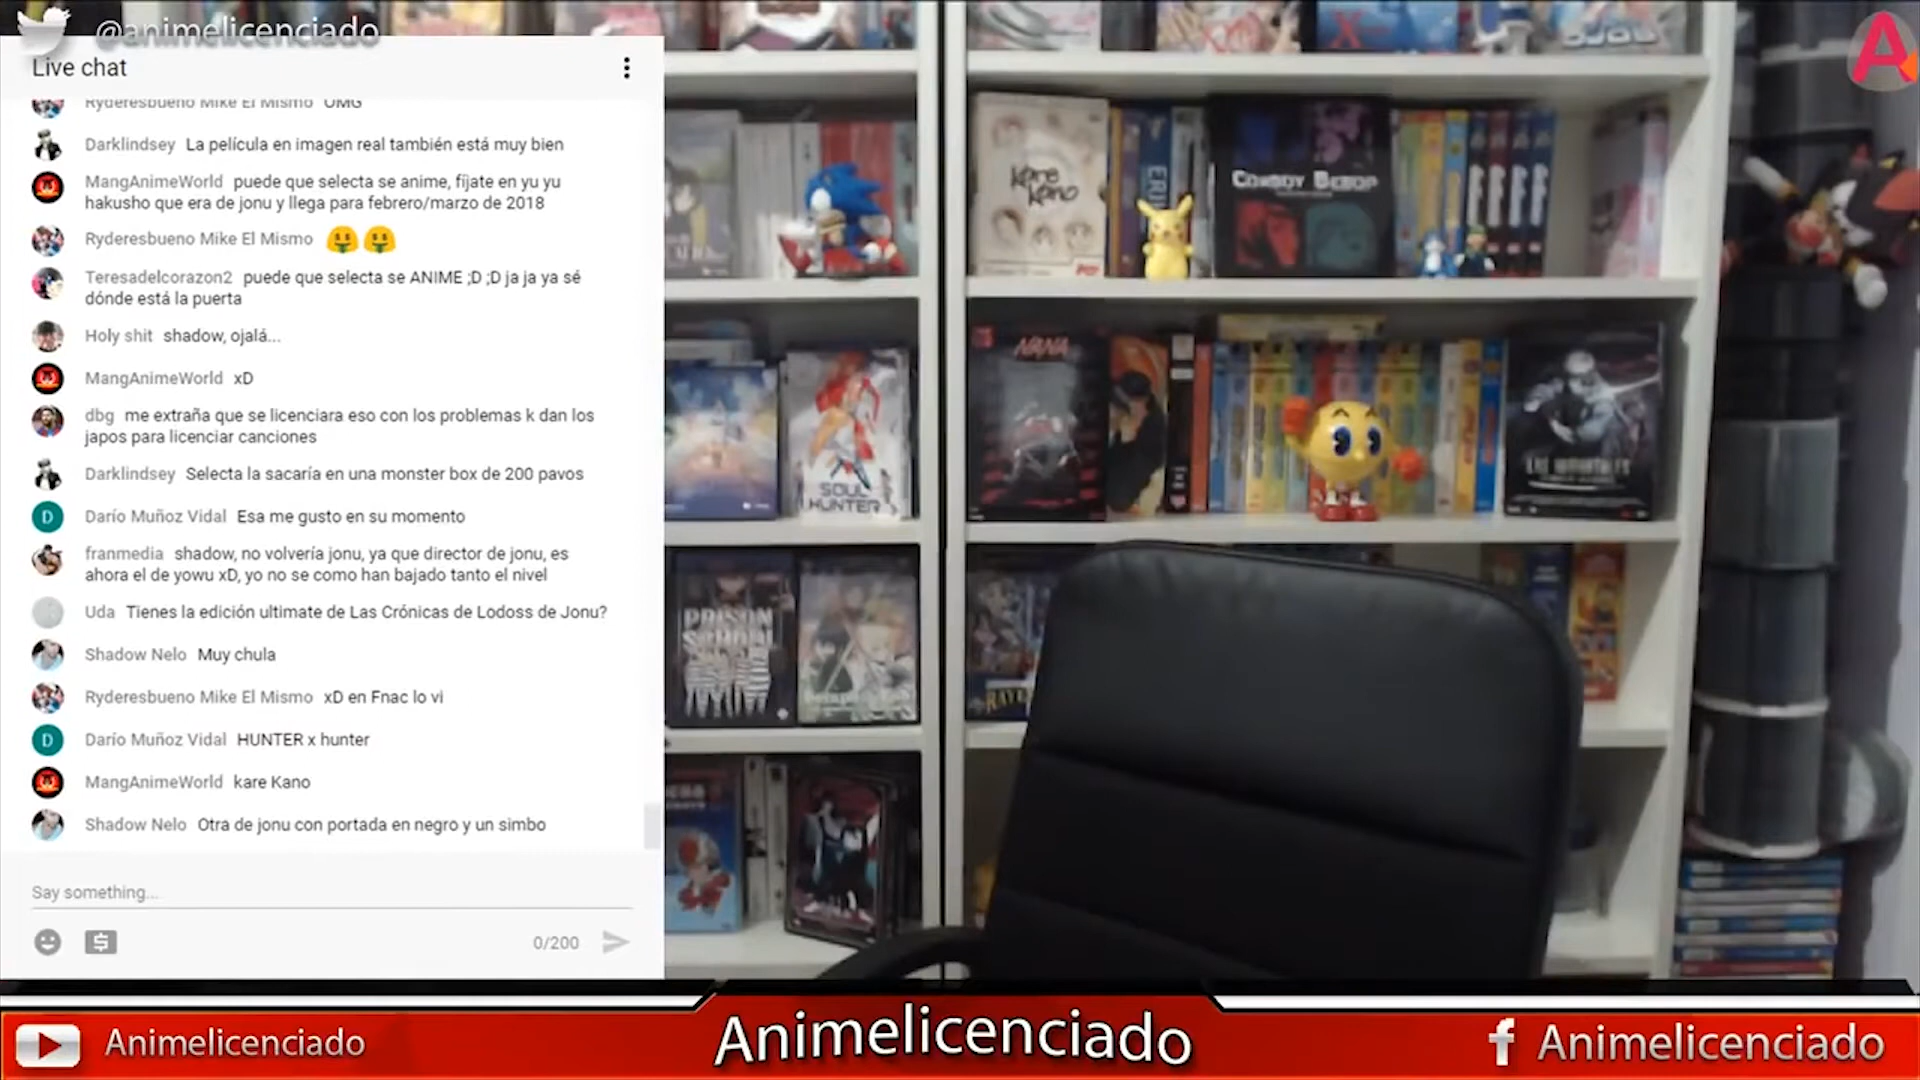 @animelicenciado
Live chat
Ryderesbueno Mike El Mismo OMG
Darklindsey La película en imagen real también está muy bien
MangAnimeWorld puede que selecta se anime, fíjate en yu yu
hakusho que era de jonu y llega para febrero/marzo de 2018
Ryderesbueno Mike El Mismo
Teresadelcorazon2 puede que selecta se ANIME ;D ;D ja ja ya sé
dónde está la puerta
Holy shit shadow, ojalá...
MangAnimeWorld xD
dbg me extraña que se licenciara eso con los problemas k dan los
japos para licenciar canciones
Darklindsey Selecta la sacaría en una monster box de 200 pavos
D Darío Muñoz Vidal Esa me gusto en su momento
franmedia shadow, no volvería jonu, ya que director de jonu, es
ahora el de yowu xD, yo no se como han bajado tanto el nivel
Uda Tienes la edición ultimate de Las Crónicas de Lodoss de Jonu?
Shadow Nelo Muy chula
Ryderesbueno Mike El Mismo xD en Fnac lo vi
D Darío Muñoz Vidal HUNTER x hunter
MangAnimeWorld kare Kano
Shadow Nelo Otra de jonu con portada en negro y un simbo
Say something...
0/200
Kare
Kano
COWBOY BEBOP
NANA
SOUL
HUNTER
LOS INMORTALES
PRISON
SCHOOL
A
Animelicenciado
Animelicenciado
f Animelicenciado